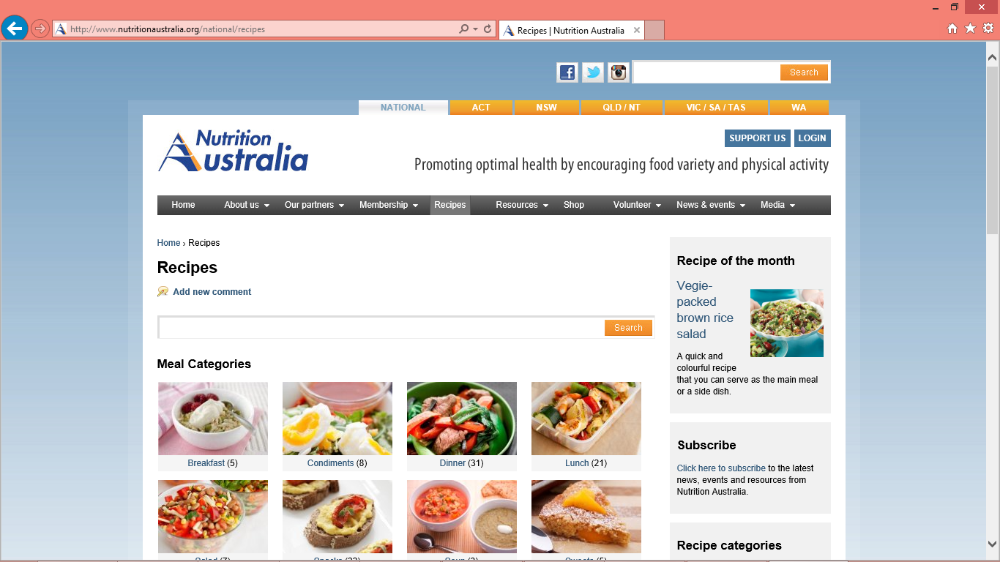 http://www.nutritionaustralia.org/national/recipes
Recipes | Nutrition Australia
Search
NATIONAL
ACT
NSW
QLD / NT
VIC / SA / TAS
WA
Nutrition
Australia
SUPPORT US
LOGIN
Promoting optimal health by encouraging food variety and physical activity
Home
About us
Our partners
Membership
Recipes
Resources
Shop
Volunteer
News & events
Media
Home › Recipes
Recipes
Add new comment
Search
Meal Categories
Breakfast (5)
Condiments (8)
Dinner (31)
Lunch (21)
Salad (7)
Snacks (22)
Soup (3)
Sweets (5)
Recipe of the month
Vegie-
packed
brown rice
salad
A quick and
colourful recipe
that you can serve as the main meal
or a side dish.
Subscribe
Click here to subscribe to the latest
news, events and resources from
Nutrition Australia.
Recipe categories